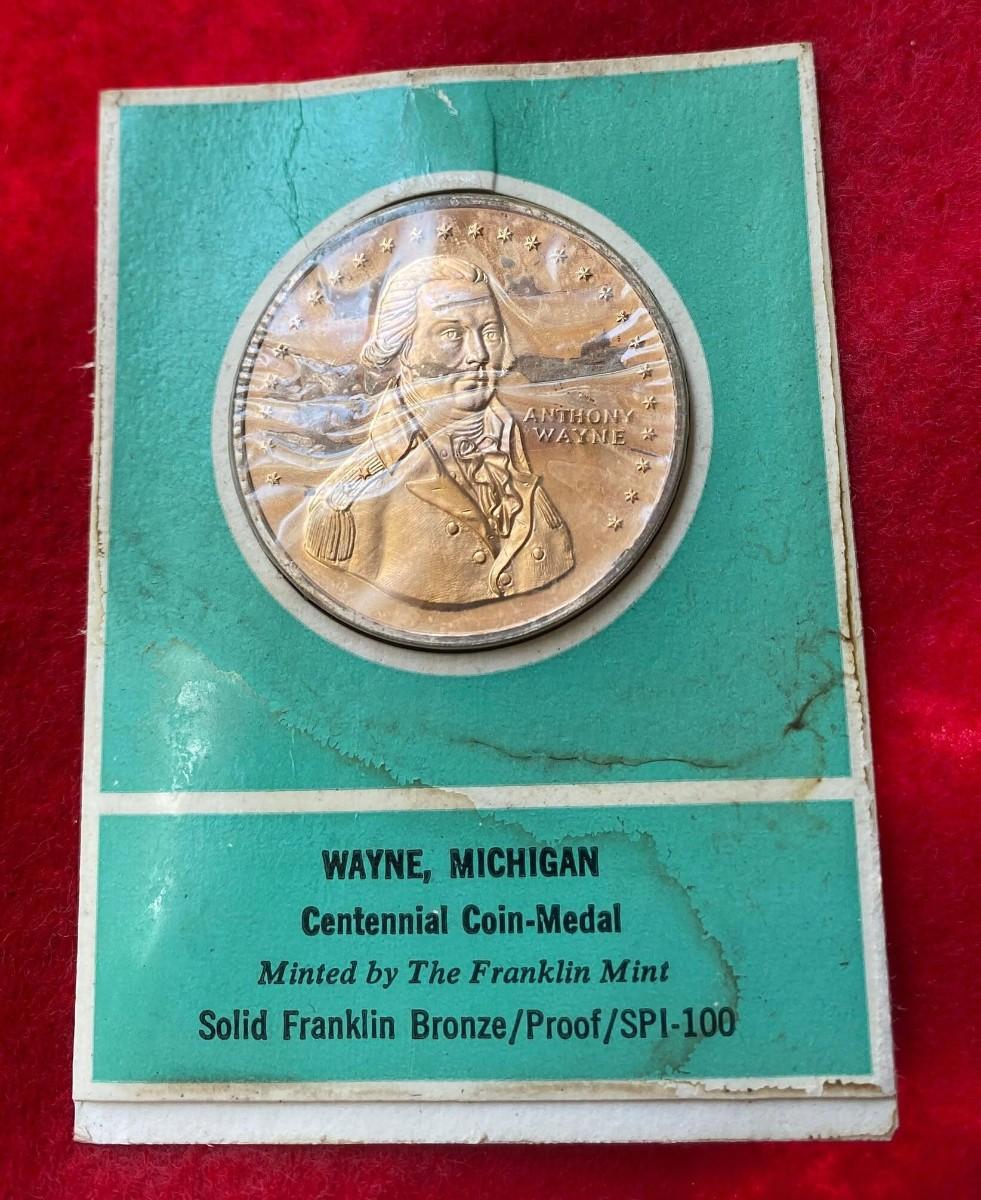 ANTHONY
WAYNE
WAYNE, MICHIGAN
Centennial Coin-Medal
Minted by The Franklin Mint
Solid Franklin Bronze/Proof/SPI-100